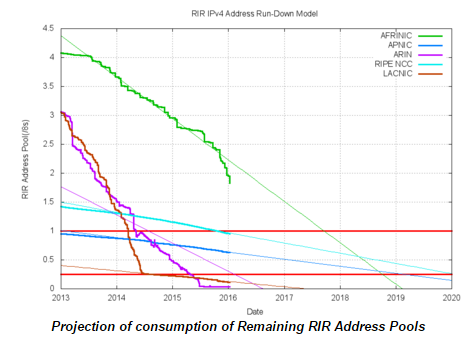 RIR IPv4 Address Run-Down Model
RIR Address Pool(/8s)
4.5
4
3.5
3
2.5
2
1.5
1
0.5
0
AFRINIC
APNIC
ARIN
RIPE NCC
LACNIC
2013 2014 2015 2016 2017 2018 2019 2020
Date
Projection of consumption of Remaining RIR Address Pools